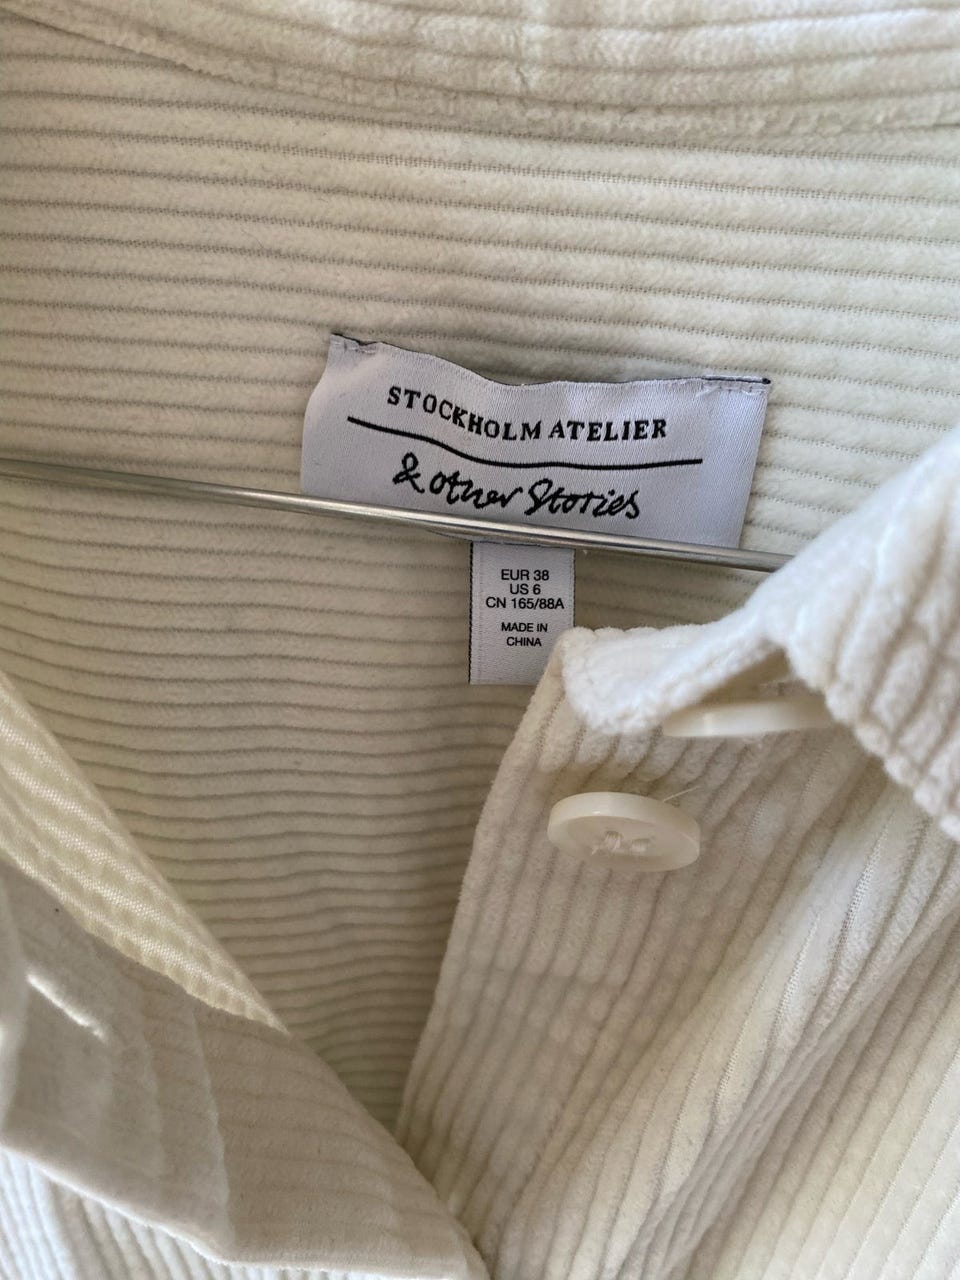 STOCKHOLM ATELIER
& other Stories
EUR 38
US 6
CN 165/88A
MADE IN
CHINA